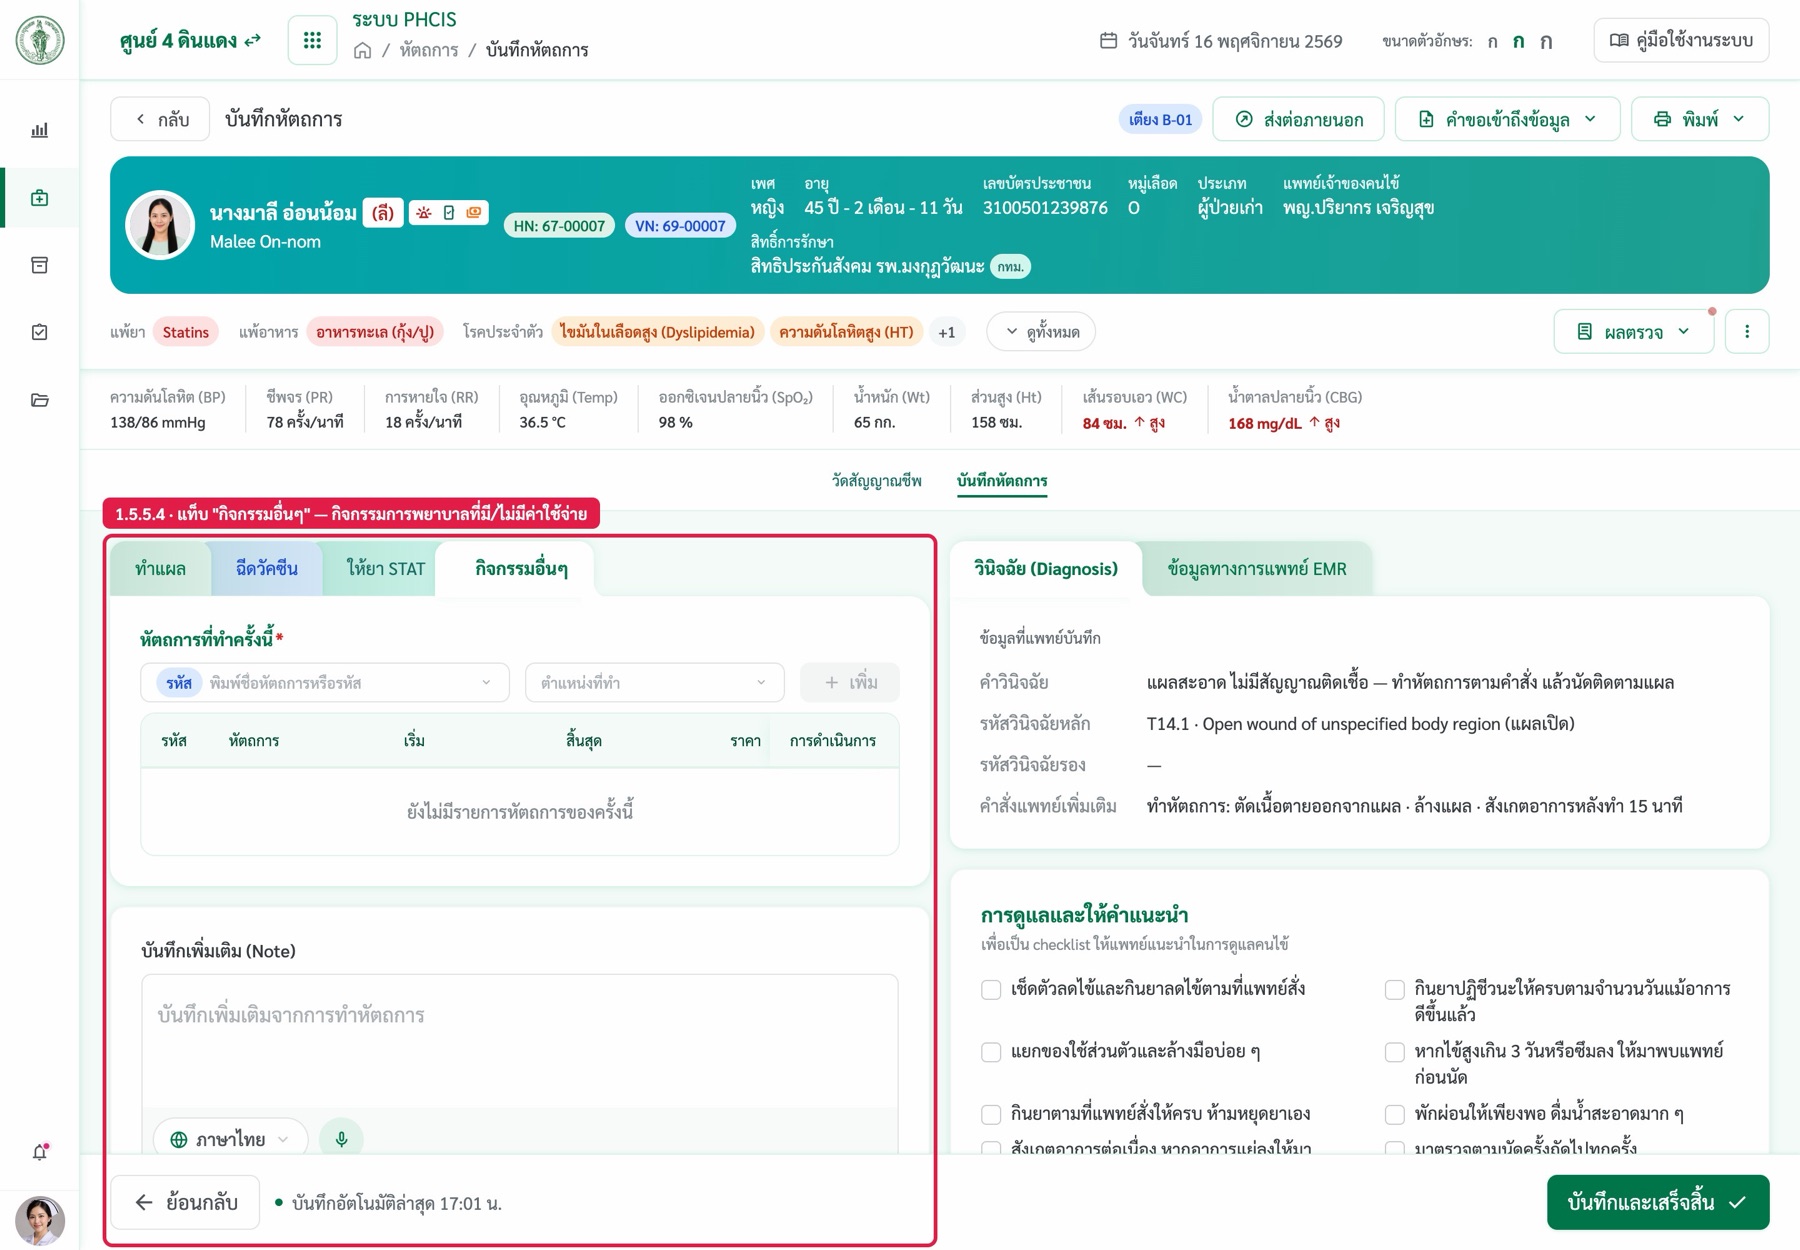 ศูนย์ 4 ดินแดง
ระบบ PHCIS
/ หัตถการ / บันทึกหัตถการ
วันจันทร์ 16 พฤศจิกายน 2569
ขนาดตัวอักษร: ก ก ก
คู่มือใช้งานระบบ
กลับ
บันทึกหัตถการ
เตียง B-01
ส่งต่อภายนอก
คำขอเข้าถึงข้อมูล
พิมพ์
นางมาลี อ่อนน้อม (ลี)
Malee On-nom
HN: 67-00007
VN: 69-00007
เพศ
หญิง
อายุ
45 ปี - 2 เดือน - 11 วัน
เลขบัตรประชาชน
3100501239876
หมู่เลือด
O
ประเภท
ผู้ป่วยเก่า
แพทย์เจ้าของคนไข้
พญ.ปริยากร เจริญสุข
สิทธิ์การรักษา
สิทธิประกันสังคม รพ.มงกุฎวัฒนะ กทม.
แพ้ยา Statins
แพ้อาหาร อาหารทะเล (กุ้ง/ปู)
โรคประจำตัว ไขมันในเลือดสูง (Dyslipidemia) ความดันโลหิตสูง (HT) +1
ดูทั้งหมด
ผลตรวจ
ความดันโลหิต (BP)
138/86 mmHg
ชีพจร (PR)
78 ครั้ง/นาที
การหายใจ (RR)
18 ครั้ง/นาที
อุณหภูมิ (Temp)
36.5 °C
ออกซิเจนปลายนิ้ว (SpO₂)
98 %
น้ำหนัก (Wt)
65 กก.
ส่วนสูง (Ht)
158 ซม.
เส้นรอบเอว (WC)
84 ซม. ↑ สูง
น้ำตาลปลายนิ้ว (CBG)
168 mg/dL ↑ สูง
วัดสัญญาณชีพ
บันทึกหัตถการ
1.5.5.4 · แท็บ "กิจกรรมอื่นๆ" — กิจกรรมการพยาบาลที่มี/ไม่มีค่าใช้จ่าย
ทำแผล
ฉีดวัคซีน
ให้ยา STAT
กิจกรรมอื่นๆ
หัตถการที่ทำครั้งนี้*
รหัส พิมพ์ชื่อหัตถการหรือรหัส
ตำแหน่งที่ทำ
+ เพิ่ม
รหัส หัตถการ เริ่ม สิ้นสุด ราคา การดำเนินการ
ยังไม่มีรายการหัตถการของครั้งนี้
บันทึกเพิ่มเติม (Note)
บันทึกเพิ่มเติมจากการทำหัตถการ
ภาษาไทย
ย้อนกลับ
บันทึกอัตโนมัติล่าสุด 17:01 น.
วินิจฉัย (Diagnosis)
ข้อมูลทางการแพทย์ EMR
ข้อมูลที่แพทย์บันทึก
คำวินิจฉัย แผลสะอาด ไม่มีสัญญาณติดเชื้อ — ทำหัตถการตามคำสั่ง แล้วนัดติดตามแผล
รหัสวินิจฉัยหลัก T14.1 · Open wound of unspecified body region (แผลเปิด)
รหัสวินิจฉัยรอง —
คำสั่งแพทย์เพิ่มเติม ทำหัตถการ: ตัดเนื้อตายออกจากแผล · ล้างแผล · สังเกตอาการหลังทำ 15 นาที
การดูแลและให้คำแนะนำ
เพื่อเป็น checklist ให้แพทย์แนะนำในการดูแลคนไข้
เช็ดตัวลดไข้และกินยาลดไข้ตามที่แพทย์สั่ง
กินยาปฏิชีวนะให้ครบตามจำนวนวันแม้อาการ
ดีขึ้นแล้ว
แยกของใช้ส่วนตัวและล้างมือบ่อย ๆ
หากไข้สูงเกิน 3 วันหรือซึมลง ให้มาพบแพทย์
ก่อนนัด
กินยาตามที่แพทย์สั่งให้ครบ ห้ามหยุดยาเอง
พักผ่อนให้เพียงพอ ดื่มน้ำสะอาดมาก ๆ
สังเกตอาการต่อเนื่อง หากอาการแย่ลงให้มา
มาตรวจตามนัดครั้งถัดไปทุกครั้ง
บันทึกและเสร็จสิ้น